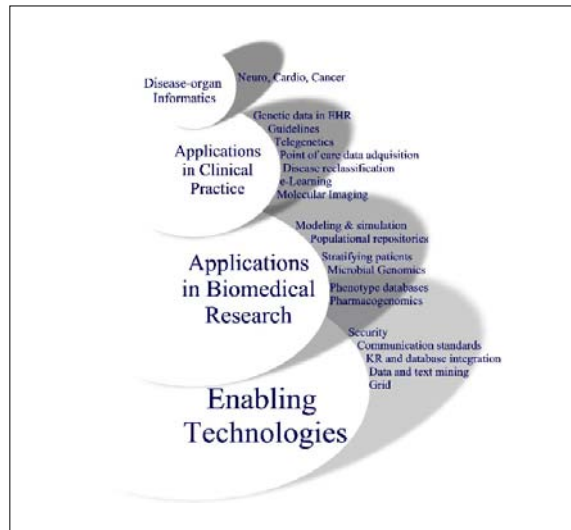 Disease-organ
Informatics
Neuro, Cardio, Cancer
Genetic data in EHR
Guidelines
Telegenetics
Point of care data adquisition
Disease reclassification
e-Learning
Molecular Imaging
Applications
in Clinical
Practice
Modeling & simulation
Populational repositories
Stratifying patients
Microbial Genomics
Phenotype databases
Pharmacogenomics
Applications
in Biomedical
Research
Security
Communication standards
KR and database integration
Data and text mining
Grid
Enabling
Technologies